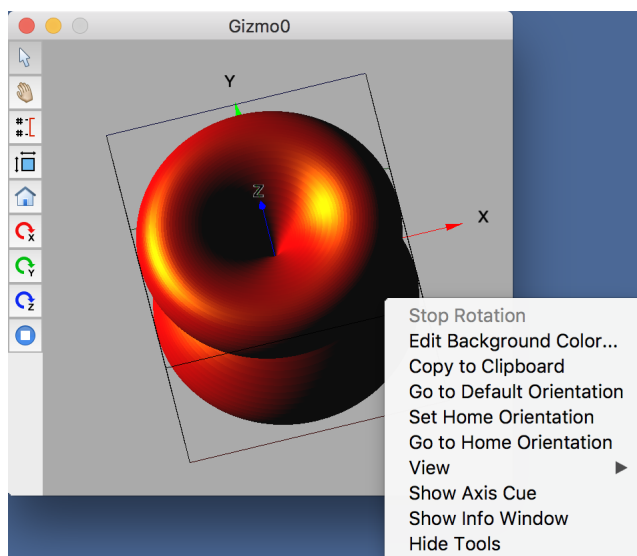 Gizmo0
Y
#:
#:
X
Y
Z
Z
X
Stop Rotation
Edit Background Color...
Copy to Clipboard
Go to Default Orientation
Set Home Orientation
Go to Home Orientation
View
Show Axis Cue
Show Info Window
Hide Tools